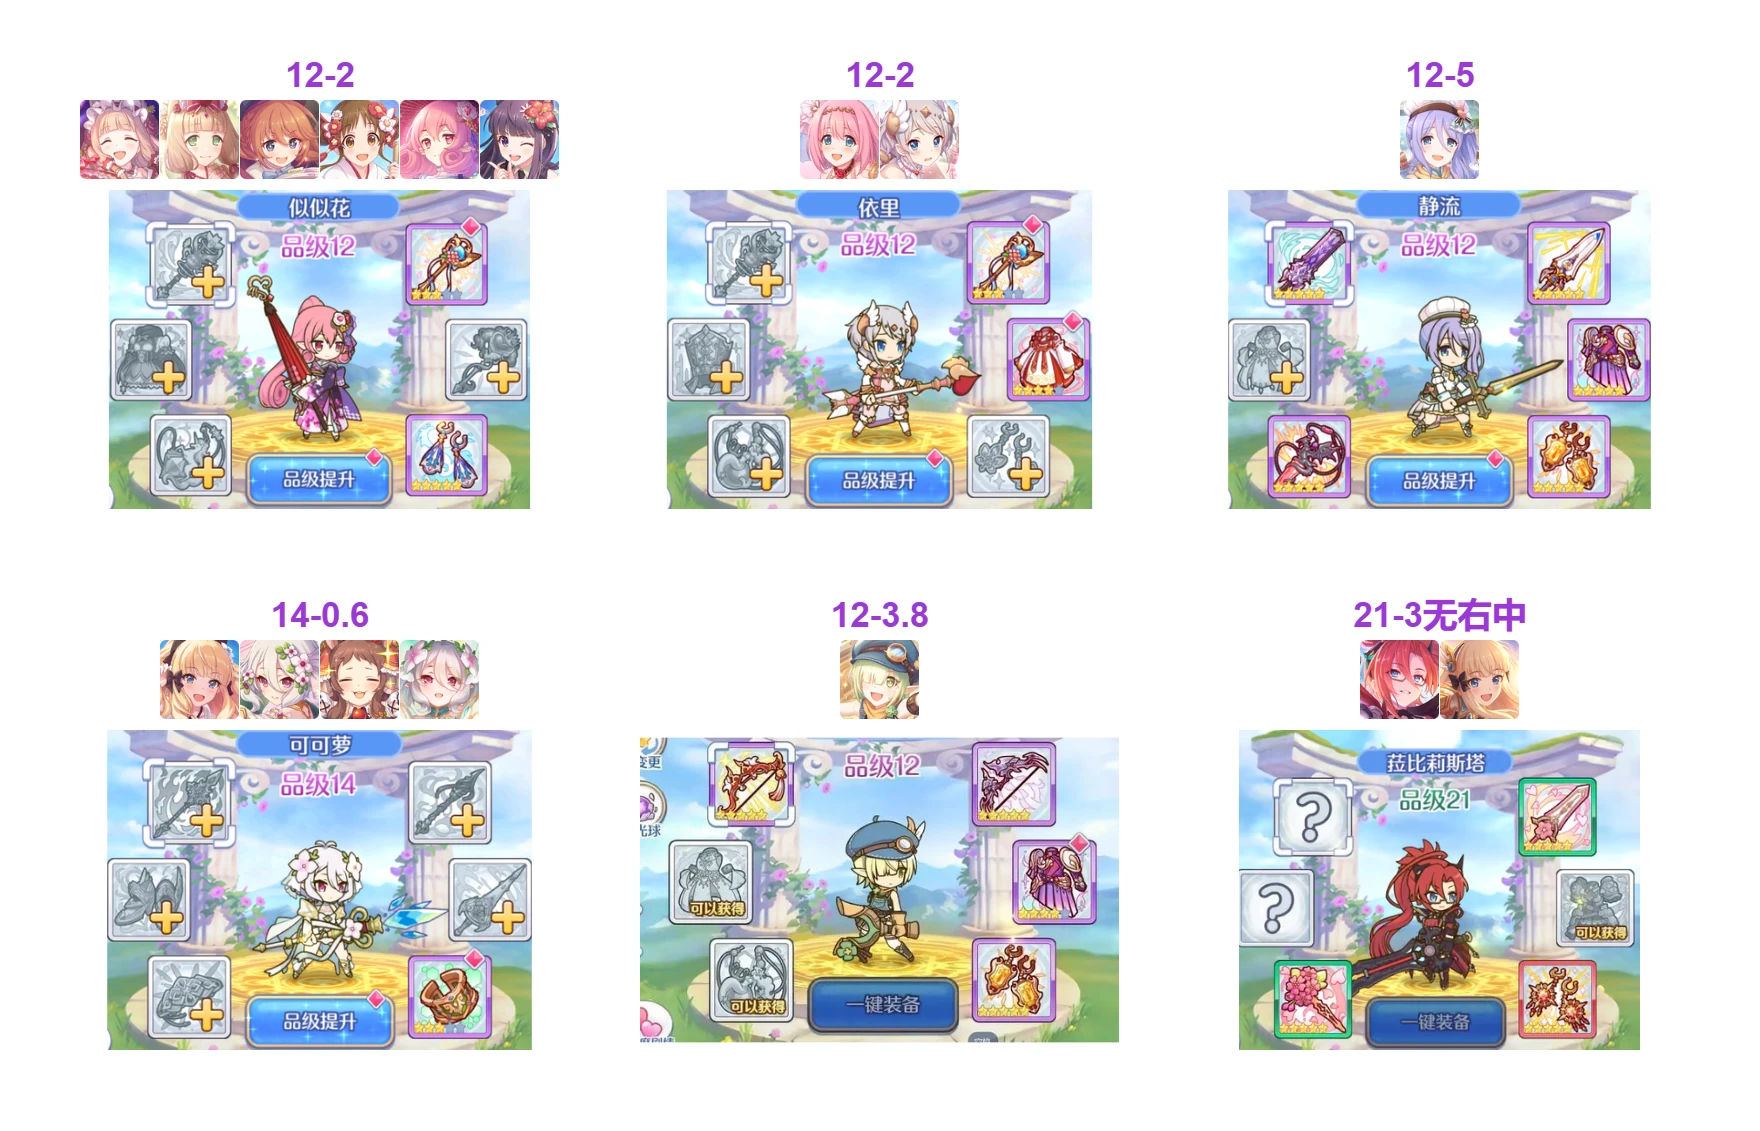 12-2
12-2
12-5
似似花
品级12
品级提升
依里
品级12
品级提升
静流
品级12
品级提升
14-0.6
12-3.8
21-3无右中
可可萝
品级14
品级提升
变更
品级12
可以获得
可以获得
一键装备
菈比莉斯塔
品级21
?
?
可以获得
一键装备